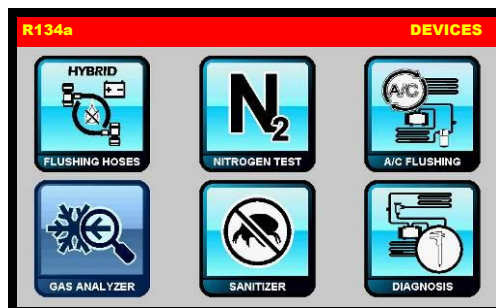 R134a DEVICES
HYBRID
A/C
N2
FLUSHING HOSES NITROGEN TEST A/C FLUSHING
GAS ANALYZER SANITIZER DIAGNOSIS